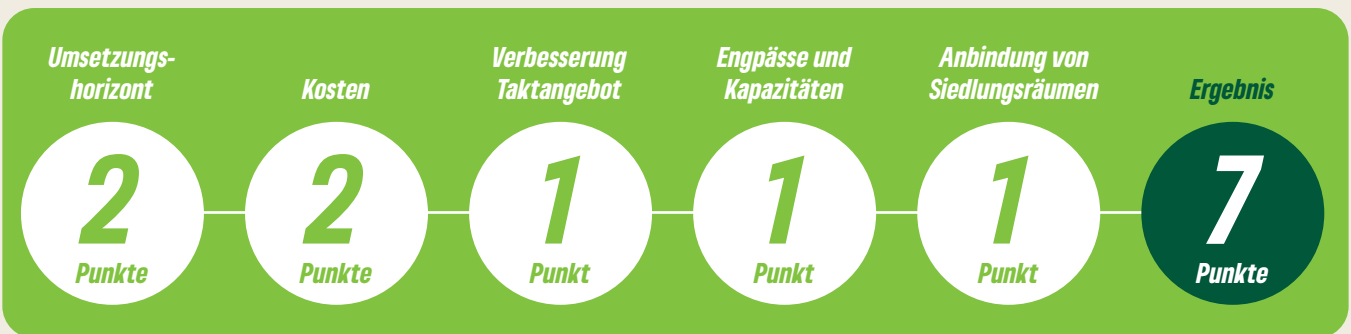 Umsetzungs-
horizont
Kosten
Verbesserung
Taktangebot
Engpässe und
Kapazitäten
Anbindung von
Siedlungsräumen
Ergebnis
2
Punkte
2
Punkte
1
Punkt
1
Punkt
1
Punkt
7
Punkte